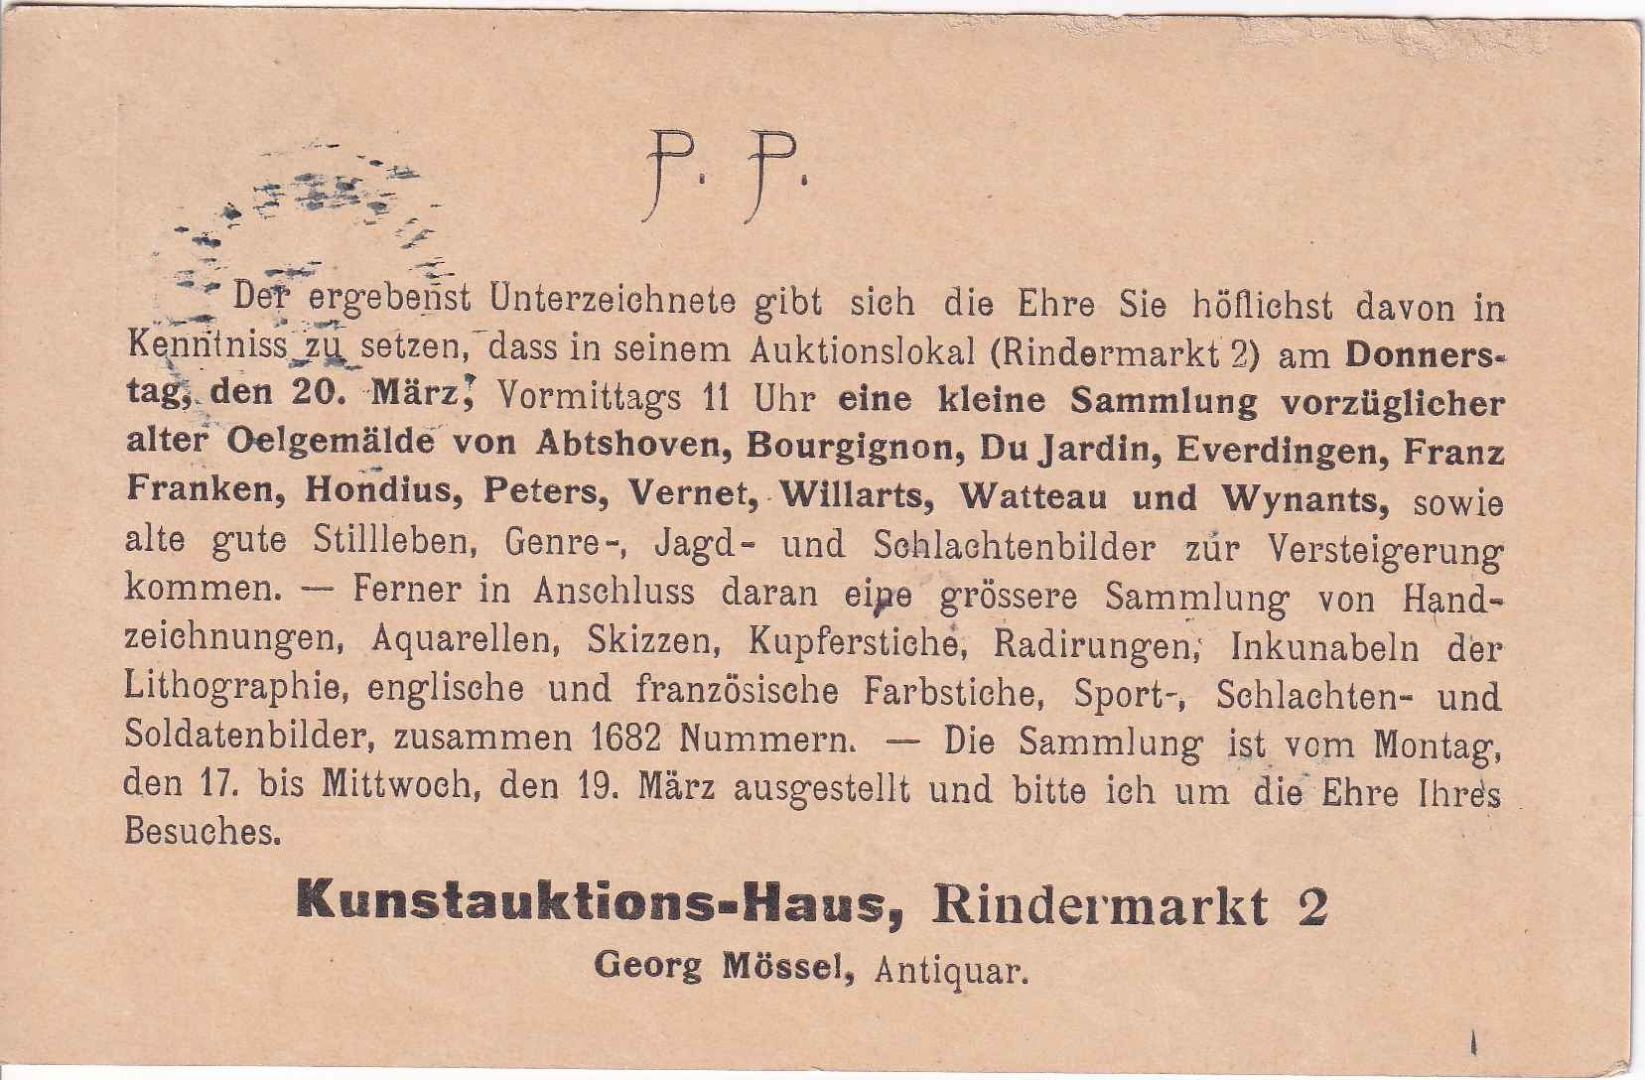 P. P.
Der ergebenst Unterzeichnete gibt sich die Ehre Sie höflichst davon in
Kenntniss zu setzen, dass in seinem Auktionslokal (Rindermarkt 2) am Donners-
tag, den 20. März, Vormittags 11 Uhr eine kleine Sammlung vorzüglicher
alter Oelgemälde von Abtshoven, Bourgignon, Du Jardin, Everdingen, Franz
Franken, Hondius, Peters, Vernet, Willarts, Watteau und Wynants, sowie
alte gute Stillleben, Genre-, Jagd- und Schlachtenbilder zur Versteigerung
kommen. — Ferner in Anschluss daran eine grössere Sammlung von Hand-
zeichnungen, Aquarellen, Skizzen, Kupferstiche, Radirungen, Inkunabeln der
Lithographie, englische und französische Farbstiche, Sport-, Schlachten- und
Soldatenbilder, zusammen 1682 Nummern. — Die Sammlung ist vom Montag,
den 17. bis Mittwoch, den 19. März ausgestellt und bitte ich um die Ehre Ihres
Besuches.
Kunstauktions-Haus, Rindermarkt 2
Georg Mössel, Antiquar.